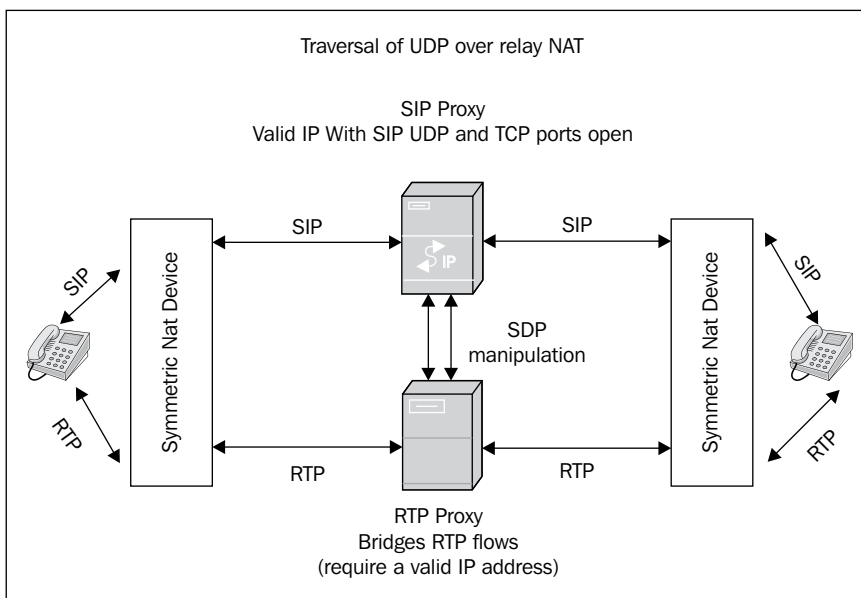 Traversal of UDP over relay NAT
SIP Proxy
Valid IP With SIP UDP and TCP ports open
SIP
SIP
SIP
SIP
IP
Symmetric Nat Device
Symmetric Nat Device
SDP
manipulation
RTP
RTP
RTP
RTP
RTP Proxy
Bridges RTP flows
(require a valid IP address)